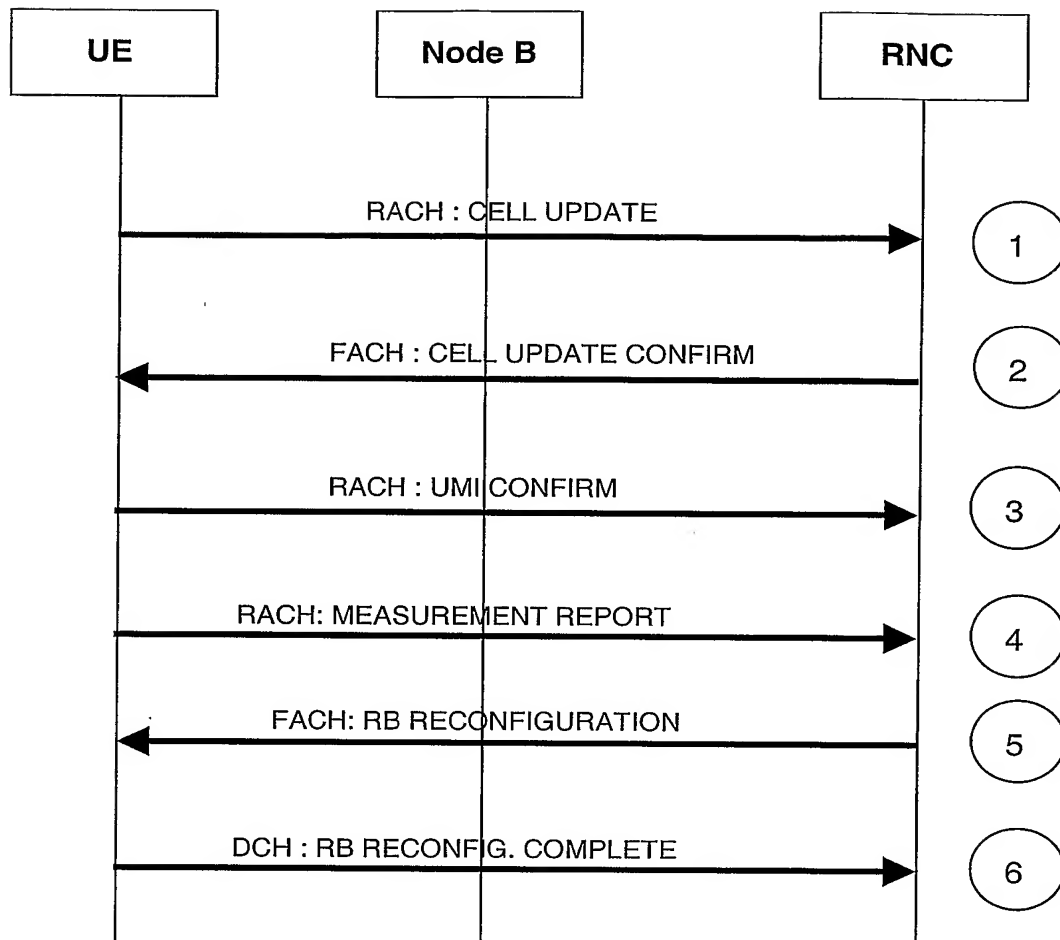 UE
Node B
RNC
RACH : CELL UPDATE
1
FACH : CELL UPDATE CONFIRM
2
RACH : UMI CONFIRM
3
RACH: MEASUREMENT REPORT
4
FACH: RB RECONFIGURATION
5
DCH : RB RECONFIG. COMPLETE
6